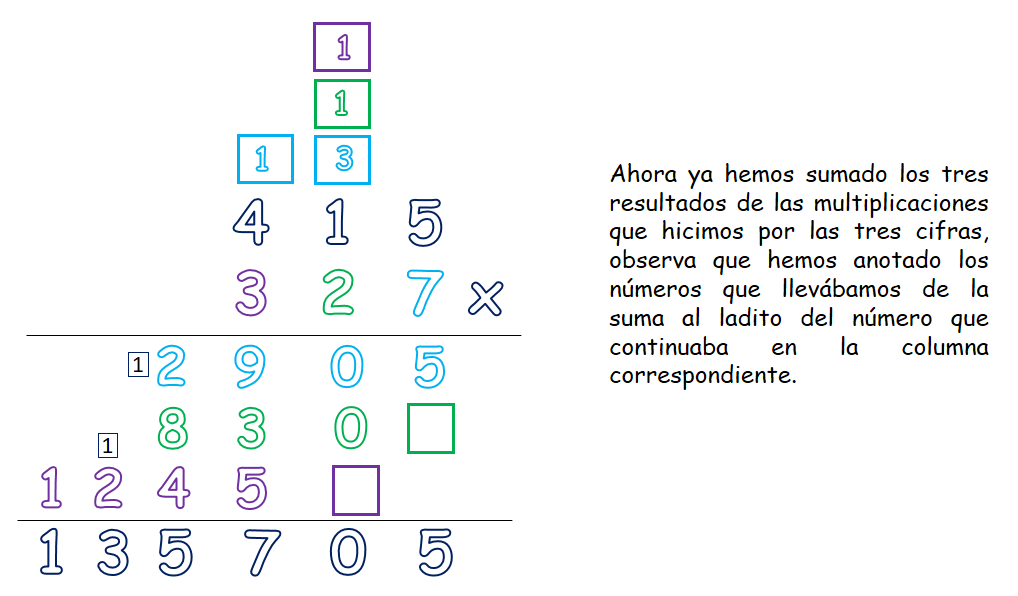 1
1
1 3
4 1 5
3 2 7 x
1 2 9 0 5
8 3 0
1
1 2 4 5
1 3 5 7 0 5
Ahora ya hemos sumado los tres
resultados de las multiplicaciones
que hicimos por las tres cifras,
observa que hemos anotado los
números que llevábamos de la
suma al ladito del número que
continuaba en la columna
correspondiente.